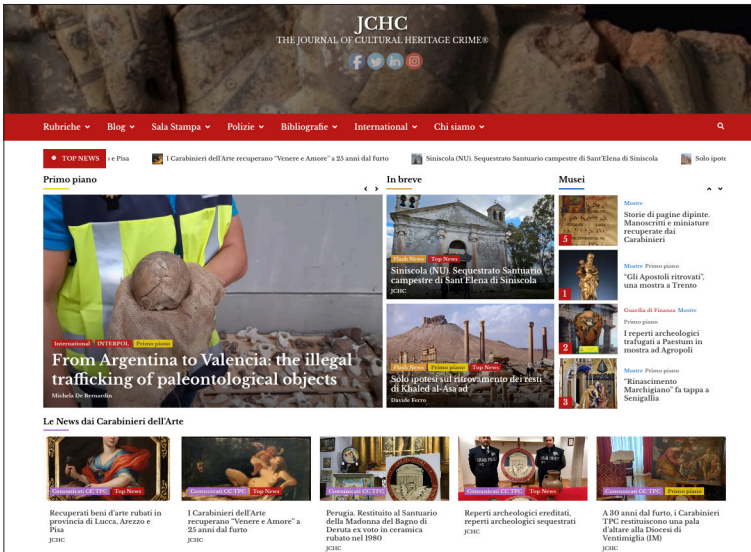 JCHC
THE JOURNAL OF CULTURAL HERITAGE CRIME®
Rubriche
Blog
Sala Stampa
Polizie
Bibliografie
International
Chi siamo
TOP NEWS
e Pisa
I Carabinieri dell'Arte recuperano "Venere e Amore" a 25 anni dal furto
Siniscola (NU). Sequestrato Santuario campestre di Sant'Elena di Siniscola
Solo ipote
Primo piano
International INTERPOL Primo piano
From Argentina to Valencia: the illegal
trafficking of paleontological objects
Michela De Bernardin
In breve
Flash News Top News
Siniscola (NU). Sequestrato Santuario
campestre di Sant'Elena di Siniscola
JCHC
Flash News Primo piano Top News
Solo ipotesi sul ritrovamento dei resti
di Khaled al-Asa'ad
Davide Ferro
Musei
5
Mostre
Storie di pagine dipinte.
Manoscritti e miniature
recuperate dai
Carabinieri
1
Mostre Primo piano
"Gli Apostoli ritrovati",
una mostra a Trento
2
Guardia di Finanza Mostre
Primo piano
I reperti archeologici
trafugati a Paestum in
mostra ad Agropoli
3
Mostre Primo piano
"Rinascimento
Marchigiano" fa tappa a
Senigallia
Le News dai Carabinieri dell'Arte
Comunicati CC TPC Top News
Recuperati beni d'arte rubati in
provincia di Lucca, Arezzo e
Pisa
JCHC
Comunicati CC TPC Top News
I Carabinieri dell'Arte
recuperano "Venere e Amore" a
25 anni dal furto
JCHC
Comunicati CC TPC Top News
Perugia. Restituito al Santuario
della Madonna del Bagno di
Deruta ex voto in ceramica
rubato nel 1980
JCHC
Comunicati CC TPC Top News
Reperti archeologici ereditati,
reperti archeologici sequestrati
JCHC
Comunicati CC TPC Primo piano
A 30 anni dal furto, i Carabinieri
TPC restituiscono una pala
d'altare alla Diocesi di
Ventimiglia (IM)
JCHC